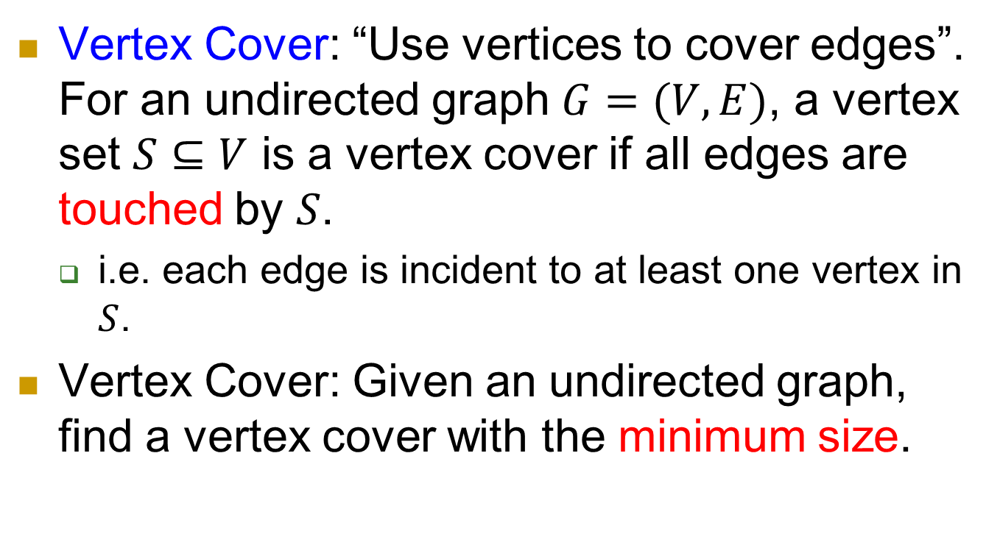 Vertex Cover: “Use vertices to cover edges”.
For an undirected graph 𝐺 = (𝑉, 𝐸), a vertex
set 𝑆 ⊆ 𝑉 is a vertex cover if all edges are
touched by 𝑆.
i.e. each edge is incident to at least one vertex in
𝑆.
Vertex Cover: Given an undirected graph,
find a vertex cover with the minimum size.